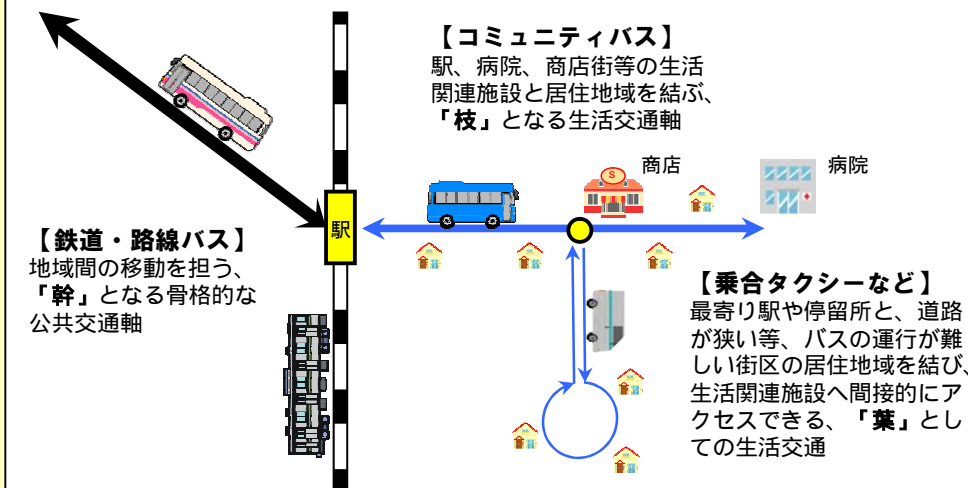 【コミュニティバス】
駅、病院、商店街等の生活
関連施設と居住地域を結ぶ、
「枝」となる生活交通軸
商店
S
病院
駅
【鉄道・路線バス】
地域間の移動を担う、
「幹」となる骨格的な
公共交通軸
【乗合タクシーなど】
最寄り駅や停留所と、道路
が狭い等、バスの運行が難
しい街区の居住地域を結び、
生活関連施設へ間接的にア
クセスできる、「葉」とし
ての生活交通